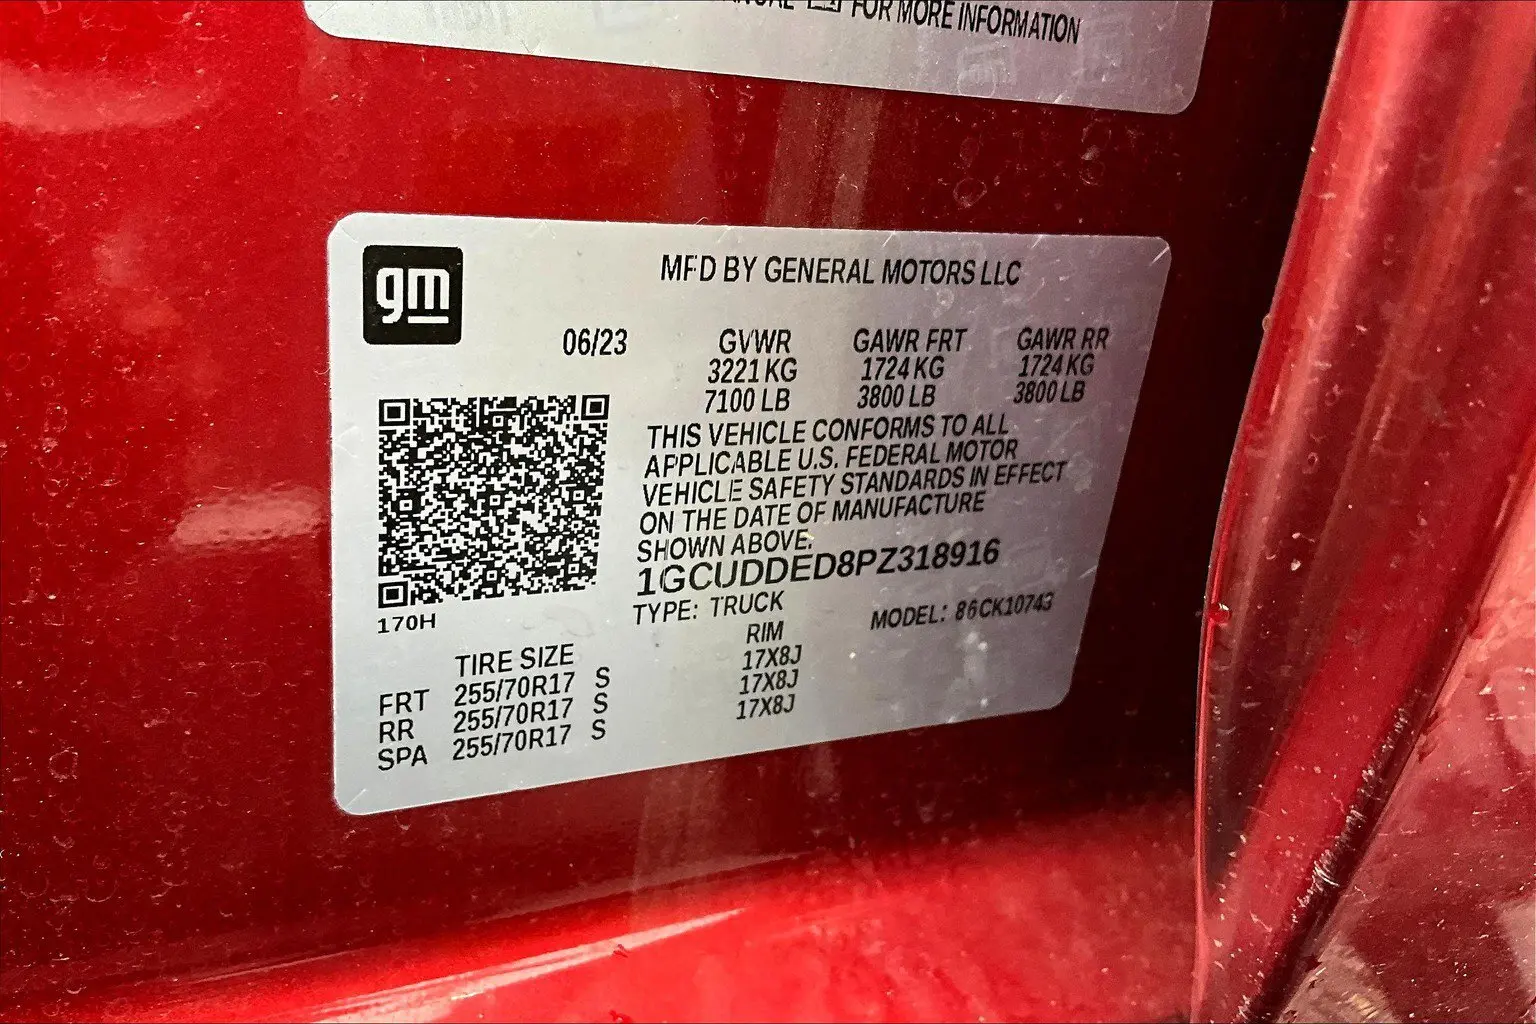 FOR MORE INFORMATION
gm
MFD BY GENERAL MOTORS LLC
06/23 GVWR GAWR FRT GAWR RR
3221 KG 1724 KG 1724 KG
7100 LB 3800 LB 3800 LB
THIS VEHICLE CONFORMS TO ALL
APPLICABLE U.S. FEDERAL MOTOR
VEHICLE SAFETY STANDARDS IN EFFECT
ON THE DATE OF MANUFACTURE
SHOWN ABOVE.
1GCUDDED8PZ318916
TYPE: TRUCK MODEL: 86CK10743
170H
TIRE SIZE RIM
FRT 255/70R17 S 17X8J
RR 255/70R17 S 17X8J
SPA 255/70R17 S 17X8J